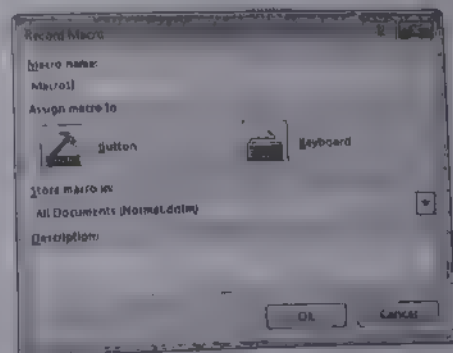 Record Macro
Macro name:
Macro1
Assign macro to
Button
Keyboard
Store macro in:
All Documents (Normal.dotm)
Description:
OK
Cancel